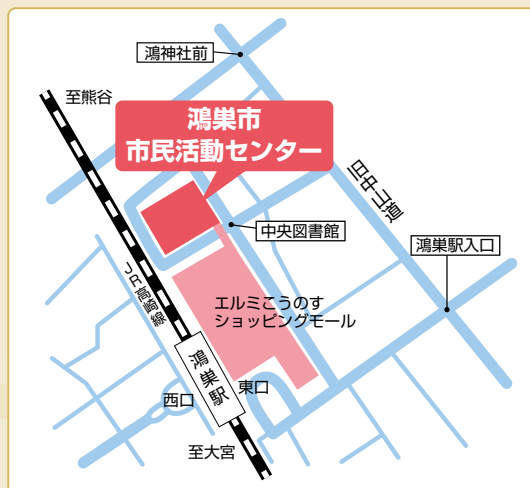 鴻神社前
至熊谷
鴻巣市
市民活動センター
旧中山道
中央図書館
鴻巣駅入口
JR高崎線
エルミこうのす
ショッピングモール
鴻巣駅
西口
東口
至大宮